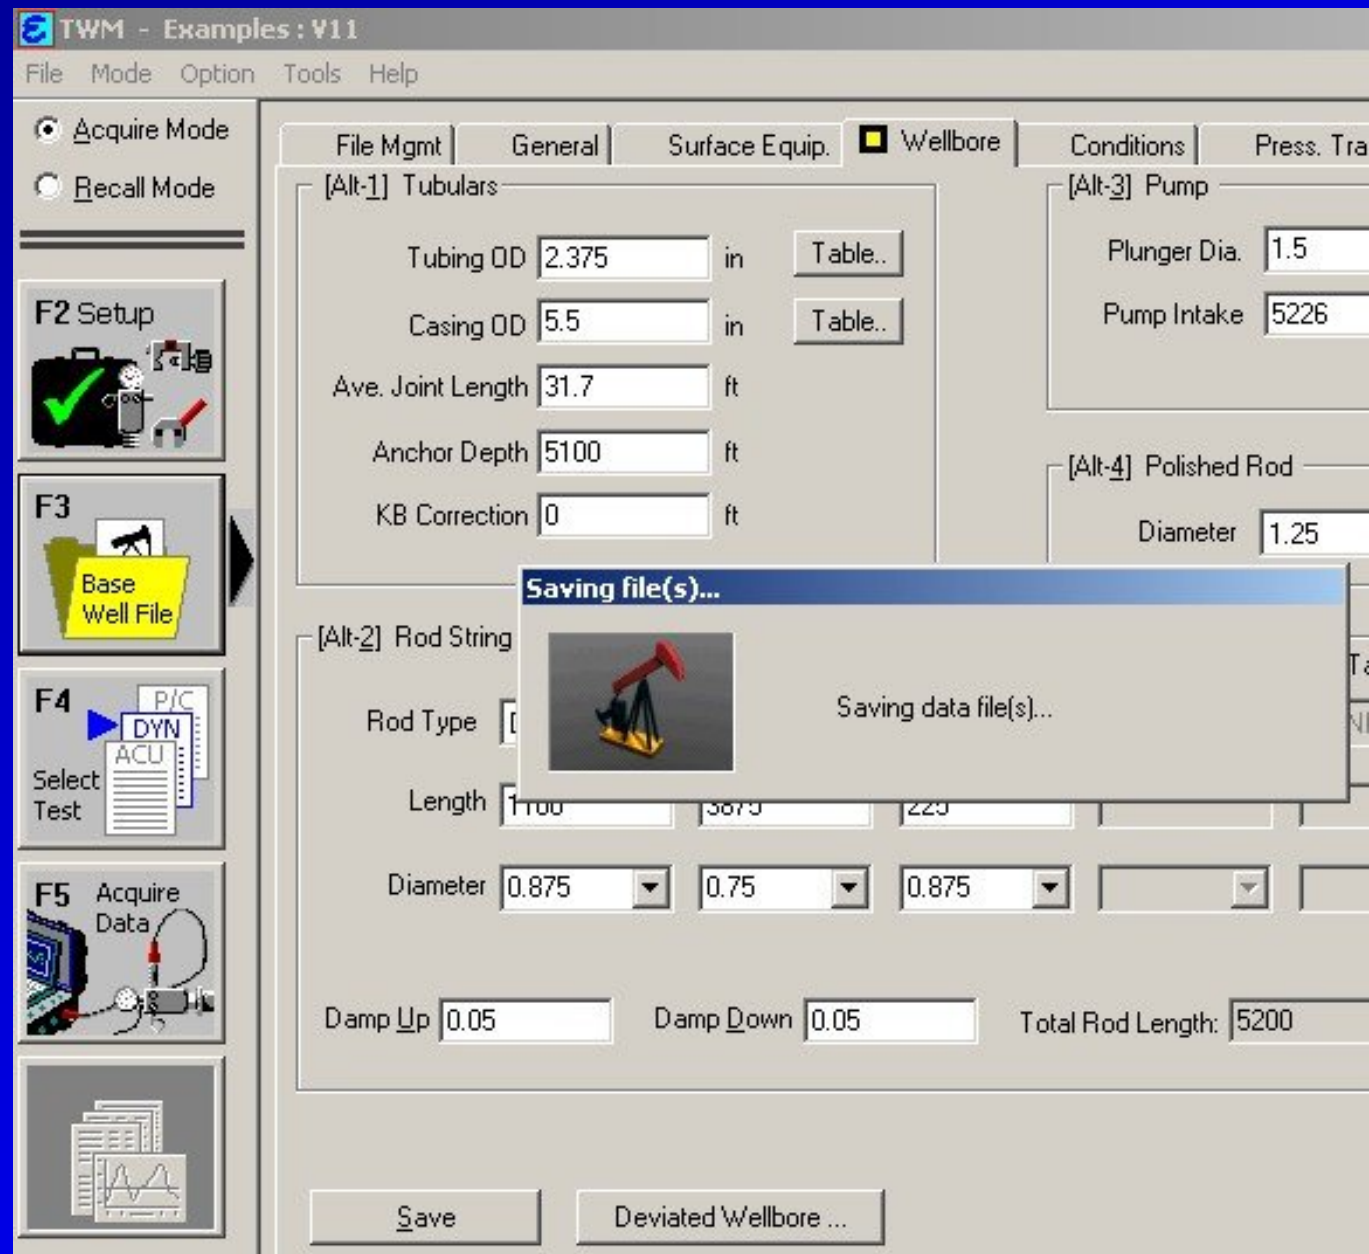 TWM - Examples : V11
File Mode Option Tools Help
Acquire Mode
Recall Mode
F2 Setup
F3
Base
Well File
F4
P/C
DYN
ACU
Select
Test
F5 Acquire
Data
File Mgmt General Surface Equip. Wellbore Conditions Press.
[Alt-1] Tubulars
Tubing OD 2.375 in Table..
Casing OD 5.5 in Table..
Ave. Joint Length 31.7 ft
Anchor Depth 5100 ft
KB Correction 0 ft
[Alt-3] Pump
Plunger Dia. 1.5
Pump Intake 5226
[Alt-4] Polished Rod
Diameter 1.25
Saving file(s)...
Saving data file(s)...
[Alt-2] Rod String
Rod Type
Length 1100 3875 225
Diameter 0.875 0.75 0.875
Damp Up 0.05 Damp Down 0.05 Total Rod Length: 5200
Save Deviated Wellbore ...